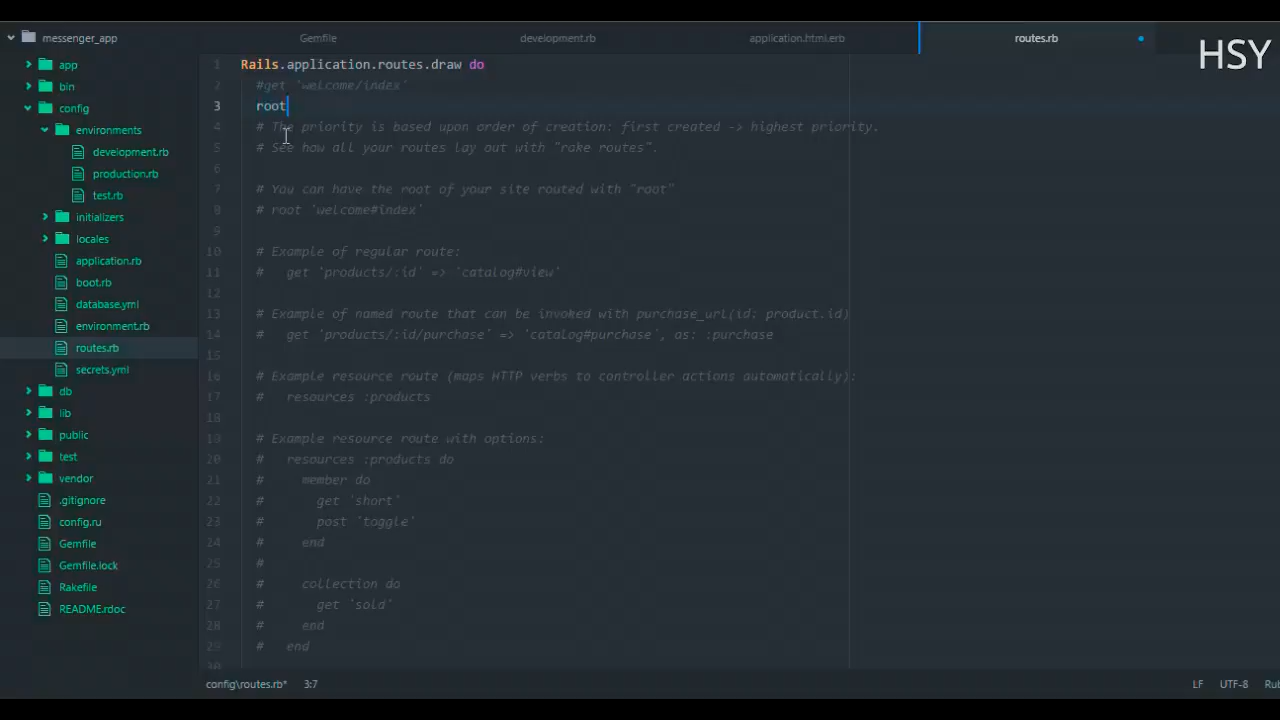 messenger_app
Gemfile
development.rb
application.html.erb
routes.rb
HSY
app
bin
config
environments
development.rb
production.rb
test.rb
initializers
locales
application.rb
boot.rb
database.yml
environment.rb
routes.rb
secrets.yml
db
lib
public
test
vendor
.gitignore
config.ru
Gemfile
Gemfile.lock
Rakefile
README.rdoc
1 Rails.application.routes.draw do
2 #get 'welcome/index'
3 root
4 # The priority is based upon order of creation: first created -> highest priority.
5 # See how all your routes lay out with "rake routes".
6
7 # You can have the root of your site routed with "root"
8 # root 'welcome#index'
9
10 # Example of regular route:
11 #   get 'products/:id' => 'catalog#view'
12
13 # Example of named route that can be invoked with purchase_url(id: product.id)
14 #   get 'products/:id/purchase' => 'catalog#purchase', as: :purchase
15
16 # Example resource route (maps HTTP verbs to controller actions automatically):
17 #   resources :products
18
19 # Example resource route with options:
20 #   resources :products do
21 #     member do
22 #       get 'short'
23 #       post 'toggle'
24 #     end
25 #
26 #     collection do
27 #       get 'sold'
28 #     end
29 #   end
30
config\routes.rb* 3:7
LF UTF-8